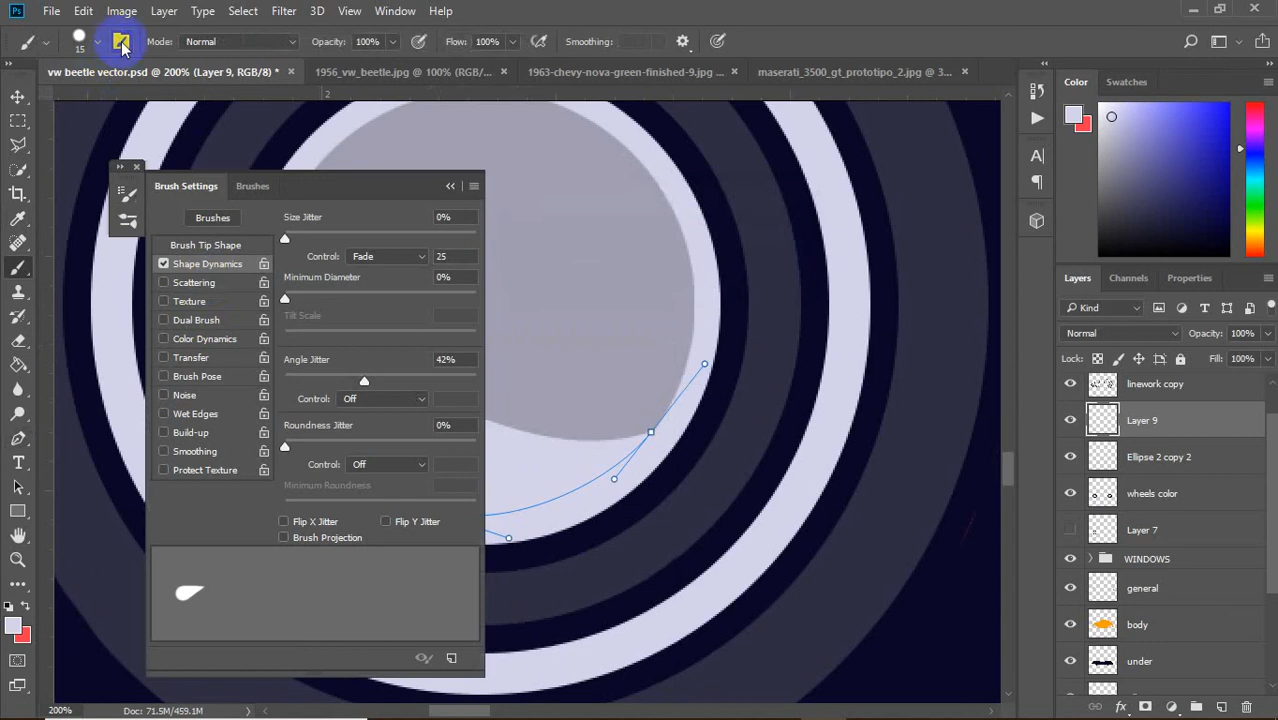 Ps File Edit Image Layer Type Select Filter 3D View Window Help
15 Mode: Normal Opacity: 100% Flow: 100% Smoothing:
vw beetle vector.psd @ 200% (Layer 9, RGB/8) * × 1956_vw_beetle.jpg @ 100% (RGB/... × 1963-chevy-nova-green-finished-9.jpg ... × maserati_3500_gt_prototipo_2.jpg @ 3... ×
2
Brush Settings Brushes
Brushes
Brush Tip Shape
Shape Dynamics
Scattering
Texture
Dual Brush
Color Dynamics
Transfer
Brush Pose
Noise
Wet Edges
Build-up
Smoothing
Protect Texture
Size Jitter 0%
Control: Fade 25
Minimum Diameter 0%
Tilt Scale
Angle Jitter 42%
Control: Off
Roundness Jitter 0%
Control: Off
Minimum Roundness
Flip X Jitter Flip Y Jitter
Brush Projection
Color Swatches
Layers Channels Properties
Kind
Normal Opacity: 100%
Lock: Fill: 100%
linework copy
Layer 9
Ellipse 2 copy 2
wheels color
Layer 7
WINDOWS
general
body
under
200% Doc: 71.5M/459.1M